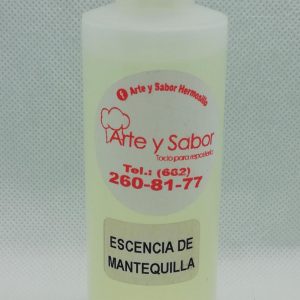 Arte y Sabor Hermosillo
Arte y Sabor
Todo para repostería
Tel.: (662)
260-81-77
ESCENCIA DE
MANTEQUILLA